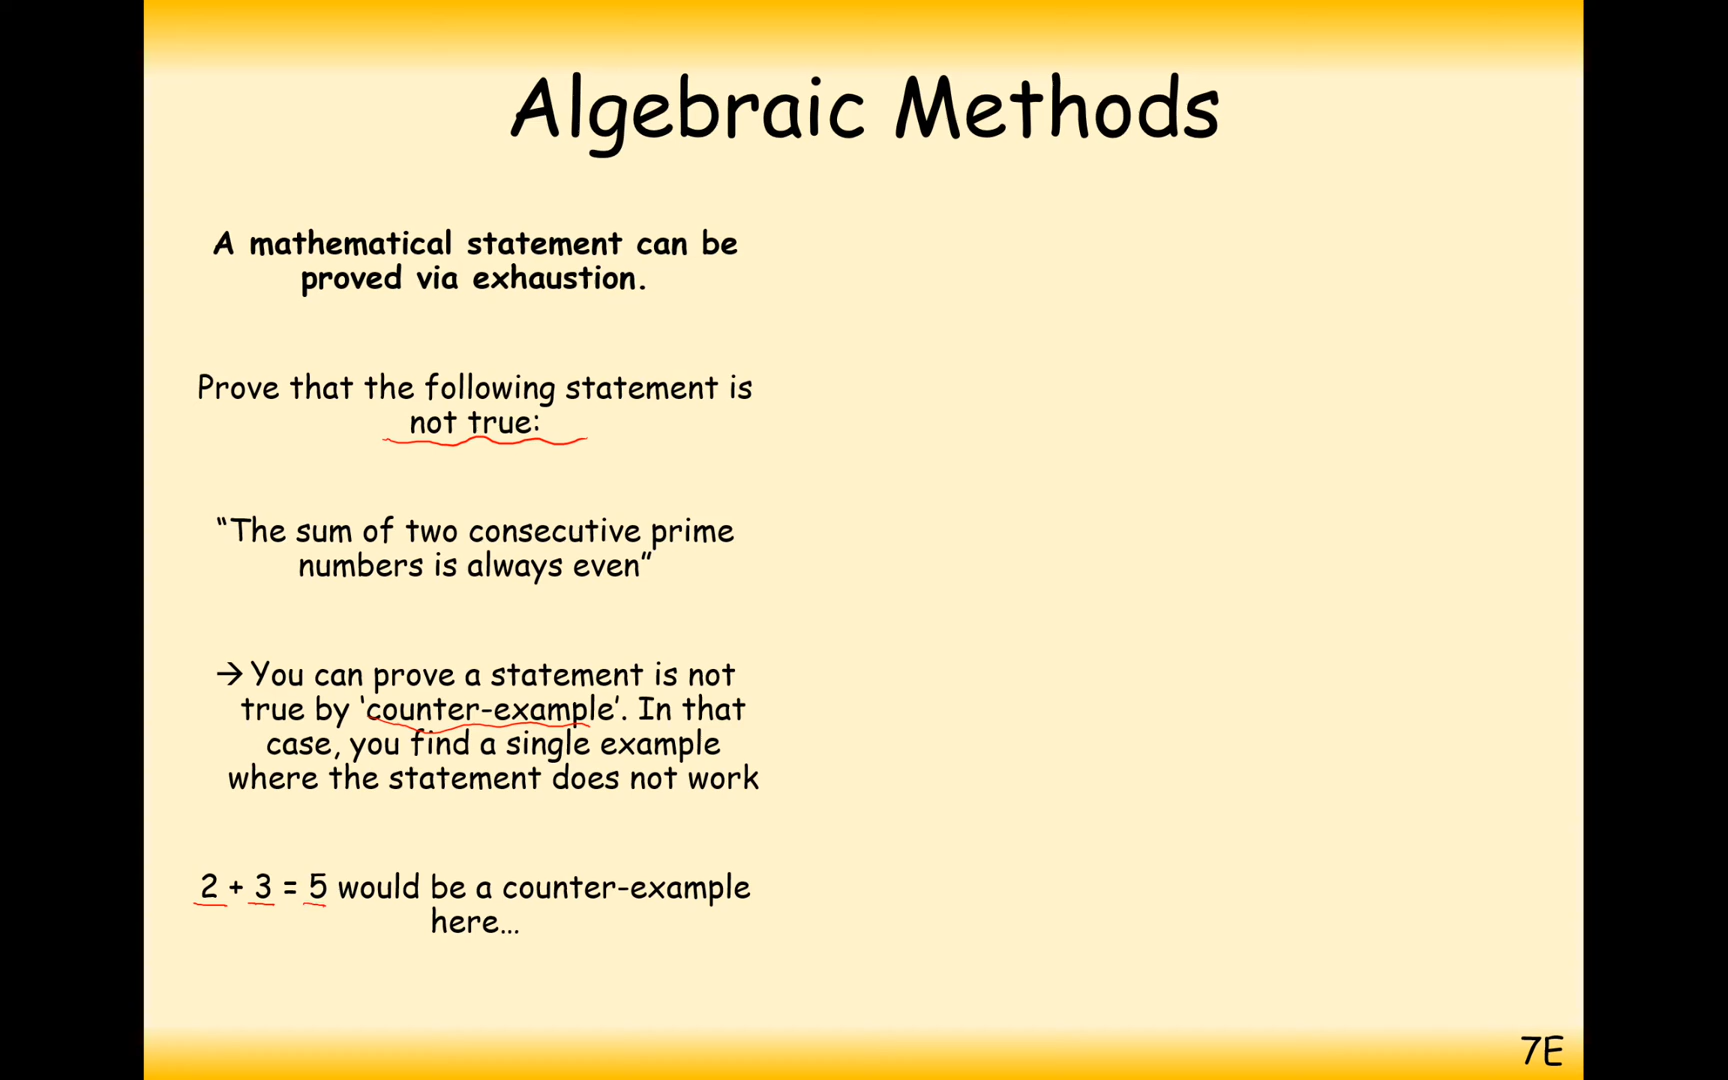 Algebraic Methods
A mathematical statement can be
proved via exhaustion.
Prove that the following statement is
not true:
“The sum of two consecutive prime
numbers is always even”
→ You can prove a statement is not
true by ‘counter-example’. In that
case, you find a single example
where the statement does not work
2 + 3 = 5 would be a counter-example
here…
7E